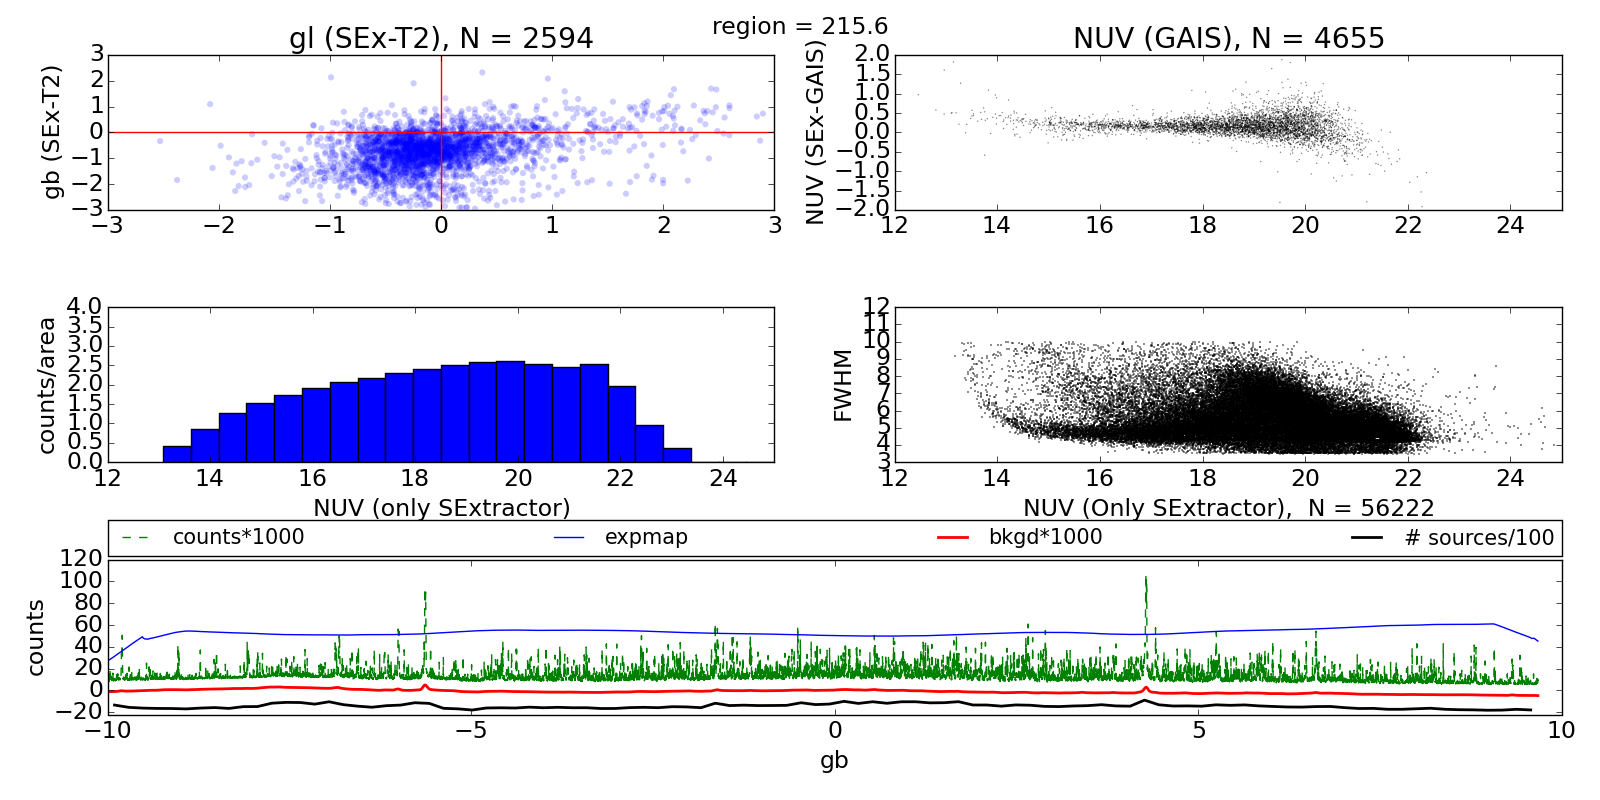 region = 215.6
gl (SEx-T2), N = 2594
gb (SEx-T2)
3
2
1
0
−1
−2
−3
−3 −2 −1 0 1 2 3
NUV (GAIS), N = 4655
NUV (SEx-GAIS)
2.0
1.5
1.0
0.5
0.0
−0.5
−1.0
−1.5
−2.0
12 14 16 18 20 22 24
counts/area
4.0
3.5
3.0
2.5
2.0
1.5
1.0
0.5
0.0
12 14 16 18 20 22 24
NUV (only SExtractor)
FWHM
12
11
10
9
8
7
6
5
4
3
12 14 16 18 20 22 24
NUV (Only SExtractor), N = 56222
counts*1000 expmap bkgd*1000 # sources/100
counts
120
100
80
60
40
20
0
−20
−10 −5 0 5 10
gb